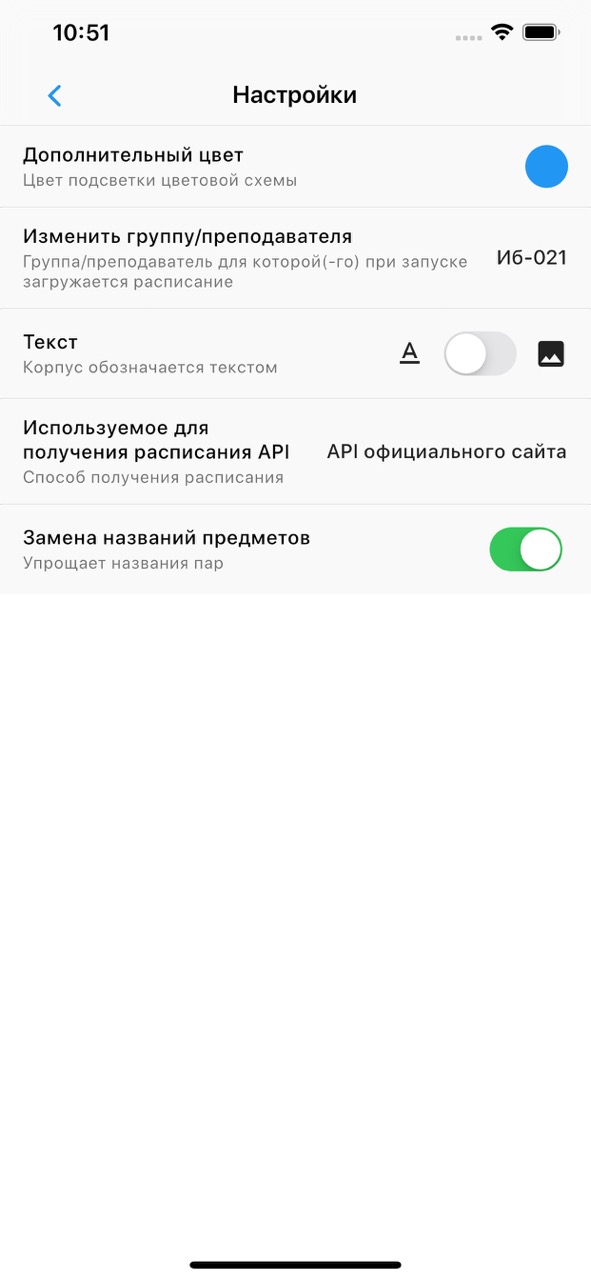 10:51
Настройки
Дополнительный цвет
Цвет подсветки цветовой схемы
Изменить группу/преподавателя
Группа/преподаватель для которой(-го) при запуске
загружается расписание
Иб-021
Текст
Корпус обозначается текстом
A
Используемое для
получения расписания API
Способ получения расписания
API официального сайта
Замена названий предметов
Упрощает названия пар